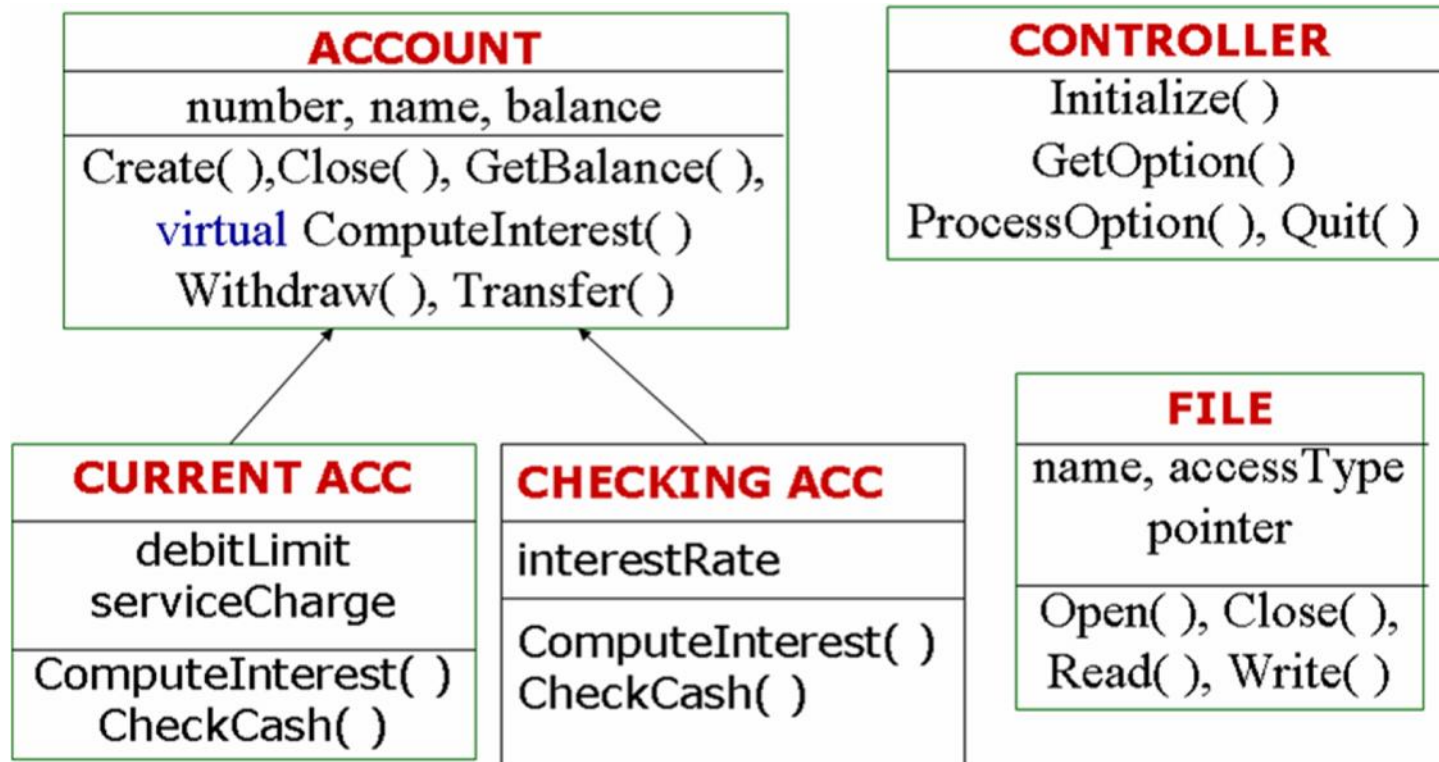 ACCOUNT
number, name, balance
Create( ),Close( ), GetBalance( ),
virtual ComputeInterest( )
Withdraw( ), Transfer( )
CONTROLLER
Initialize( )
GetOption( )
ProcessOption( ), Quit( )
CURRENT ACC
debitLimit
serviceCharge
ComputeInterest( )
CheckCash( )
CHECKING ACC
interestRate
ComputeInterest( )
CheckCash( )
FILE
name, accessType
pointer
Open( ), Close( ),
Read( ), Write( )